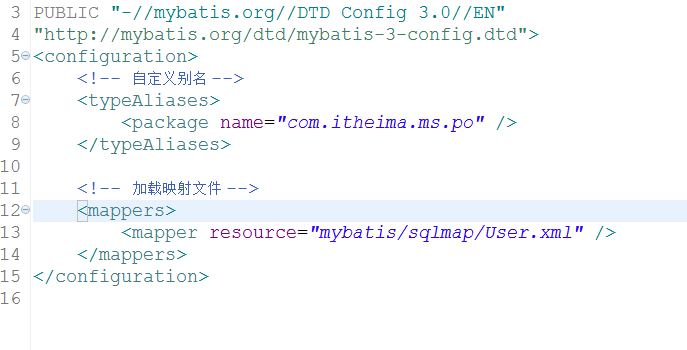 3 PUBLIC "-//mybatis.org//DTD Config 3.0//EN"
4 "http://mybatis.org/dtd/mybatis-3-config.dtd">
5 <configuration>
6 <!-- 自定义别名 -->
7 <typeAliases>
8 <package name="com.itheima.ms.po" />
9 </typeAliases>
10
11 <!-- 加载映射文件 -->
12 <mappers>
13 <mapper resource="mybatis/sqlmap/User.xml" />
14 </mappers>
15 </configuration>
16